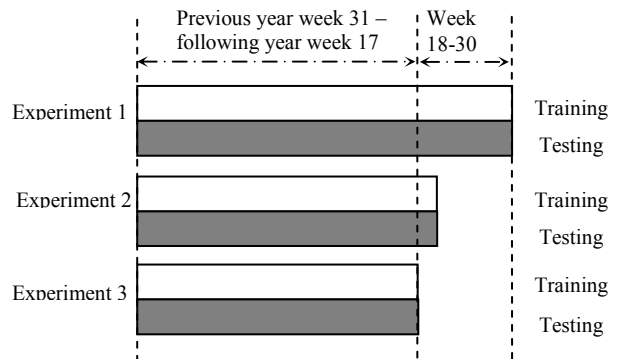 Previous year week 31 –
following year week 17
Week
18-30
Experiment 1
Training
Testing
Experiment 2
Training
Testing
Experiment 3
Training
Testing